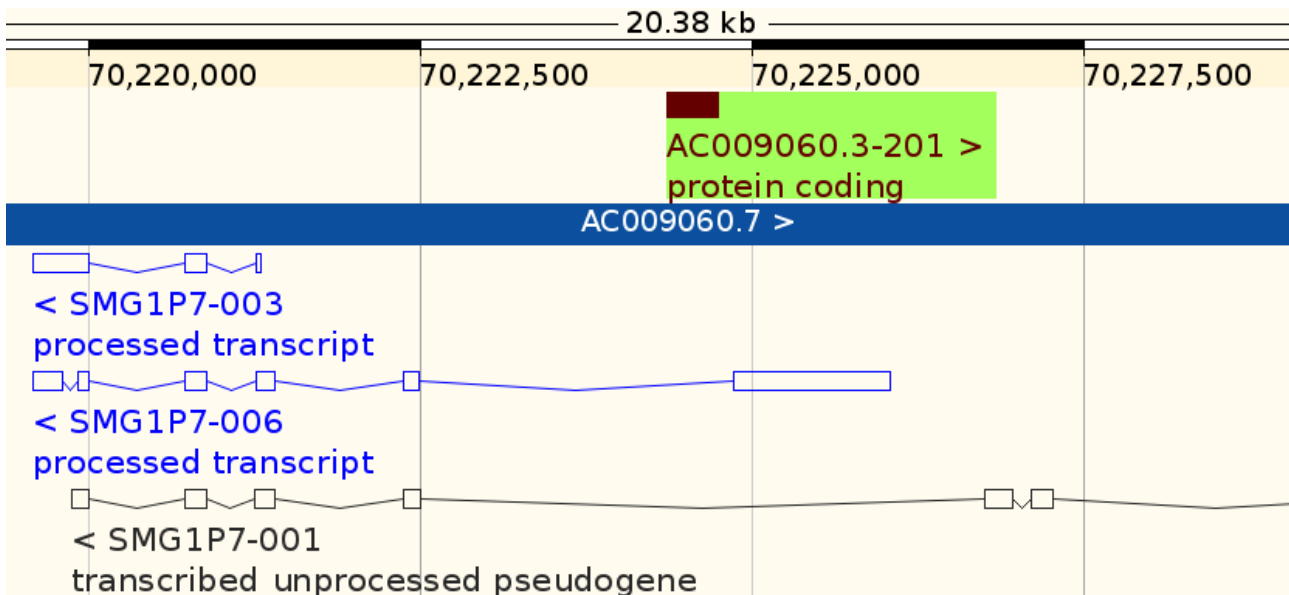 20.38 kb
70,220,000 70,222,500 70,225,000 70,227,500
AC009060.3-201 >
protein coding
AC009060.7 >
< SMG1P7-003
processed transcript
< SMG1P7-006
processed transcript
< SMG1P7-001
transcribed unprocessed pseudogene